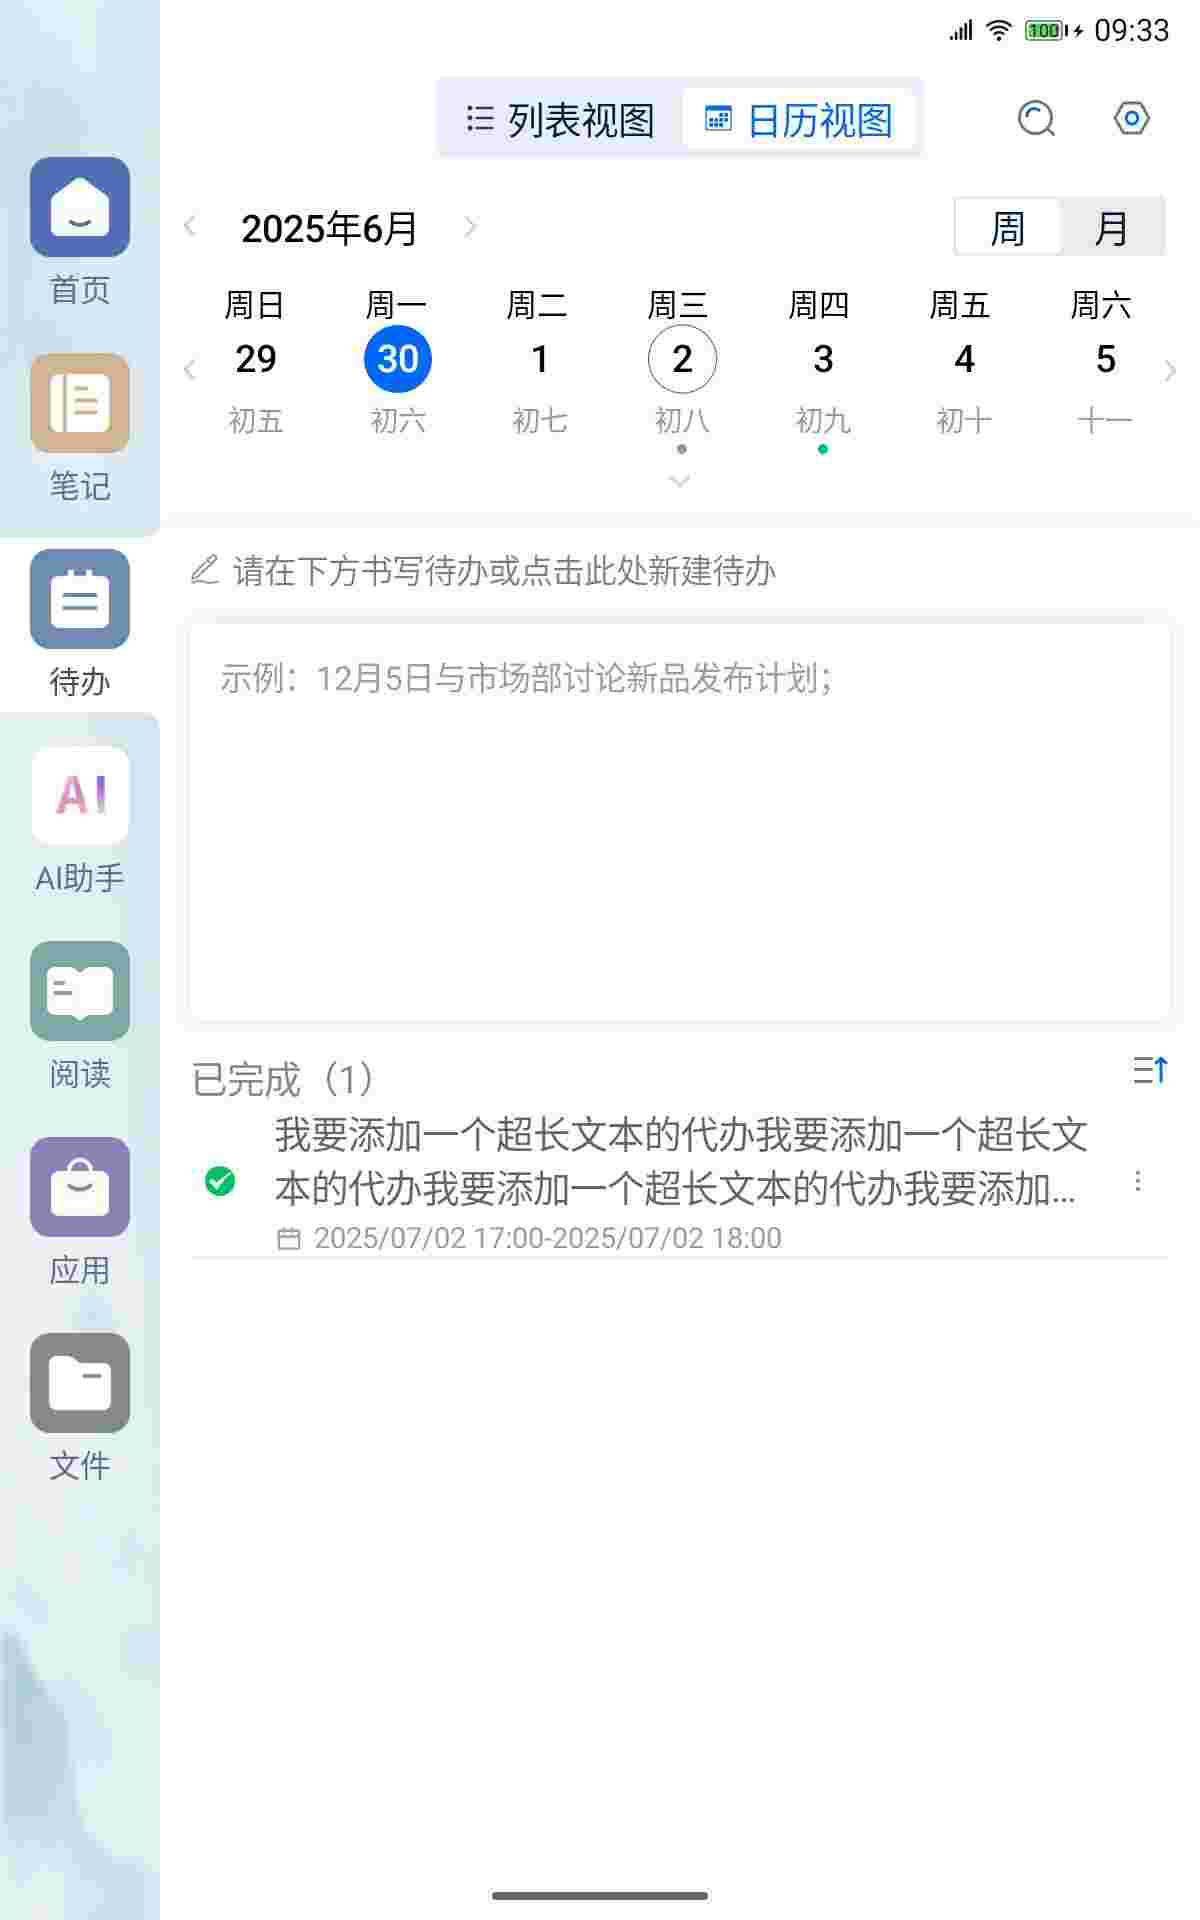 100 09:33
列表视图 日历视图
首页
笔记
待办
AI
AI助手
阅读
应用
文件
2025年6月 周 月
周日 周一 周二 周三 周四 周五 周六
29 30 1 2 3 4 5
初五 初六 初七 初八 初九 初十 十一
请在下方书写待办或点击此处新建待办
示例：12月5日与市场部讨论新品发布计划；
已完成（1）
我要添加一个超长文本的代办我要添加一个超长文
本的代办我要添加一个超长文本的代办我要添加...
2025/07/02 17:00-2025/07/02 18:00